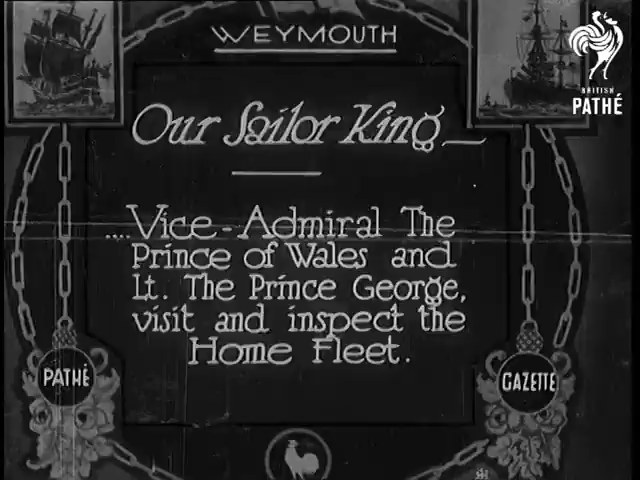 WEYMOUTH
BRITISH
PATHÉ
Our Sailor King_
....Vice-Admiral The
Prince of Wales and
Lt. The Prince George,
visit and inspect the
Home Fleet.
PATHÉ
GAZETTE